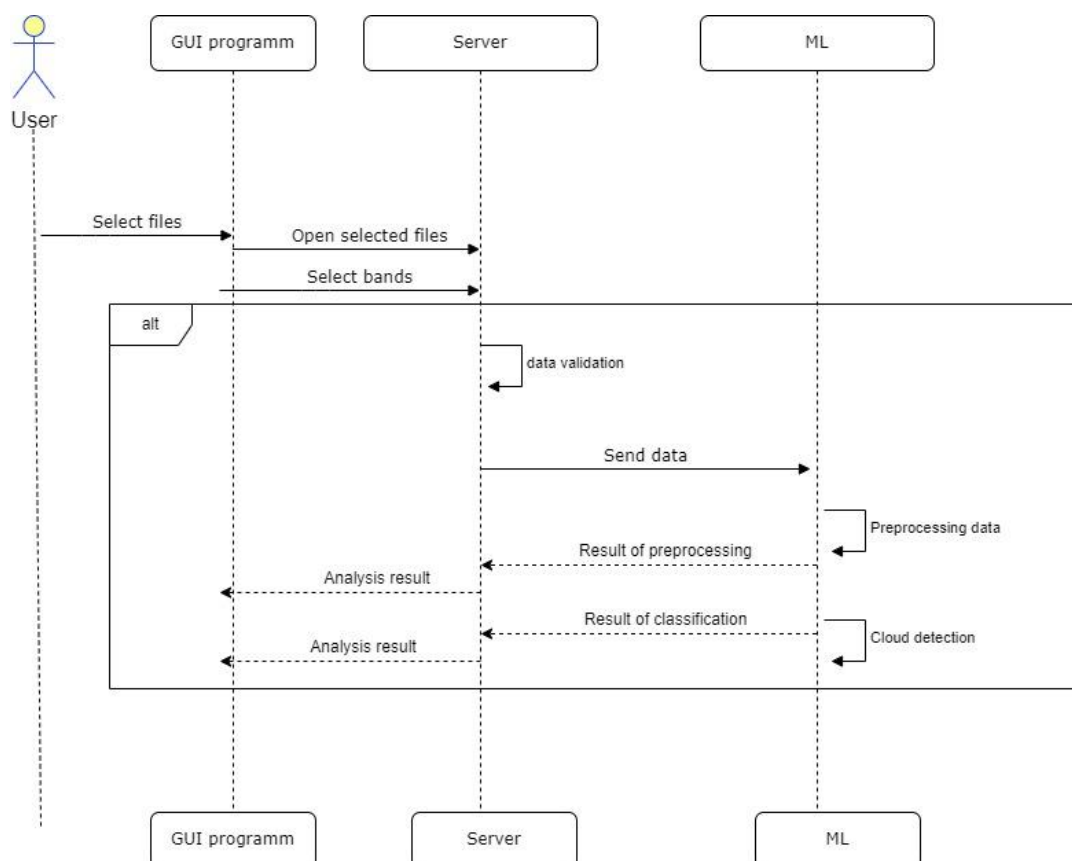 GUI programm
Server
ML
User
Select files
Open selected files
Select bands
alt
data validation
Send data
Preprocessing data
Result of preprocessing
Analysis result
Result of classification
Cloud detection
Analysis result
GUI programm
Server
ML